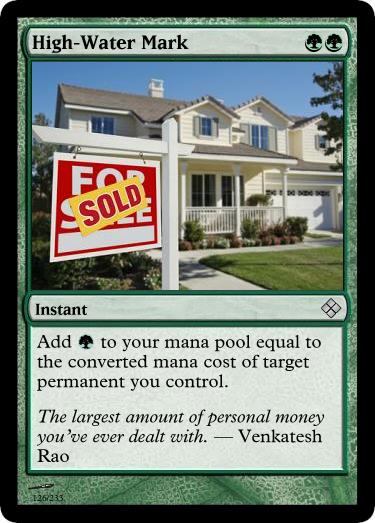 High-Water Mark
FOR
SALE
SOLD
Instant
Add to your mana pool equal to
the converted mana cost of target
permanent you control.
The largest amount of personal money
you've ever dealt with. — Venkatesh
Rao
126/233